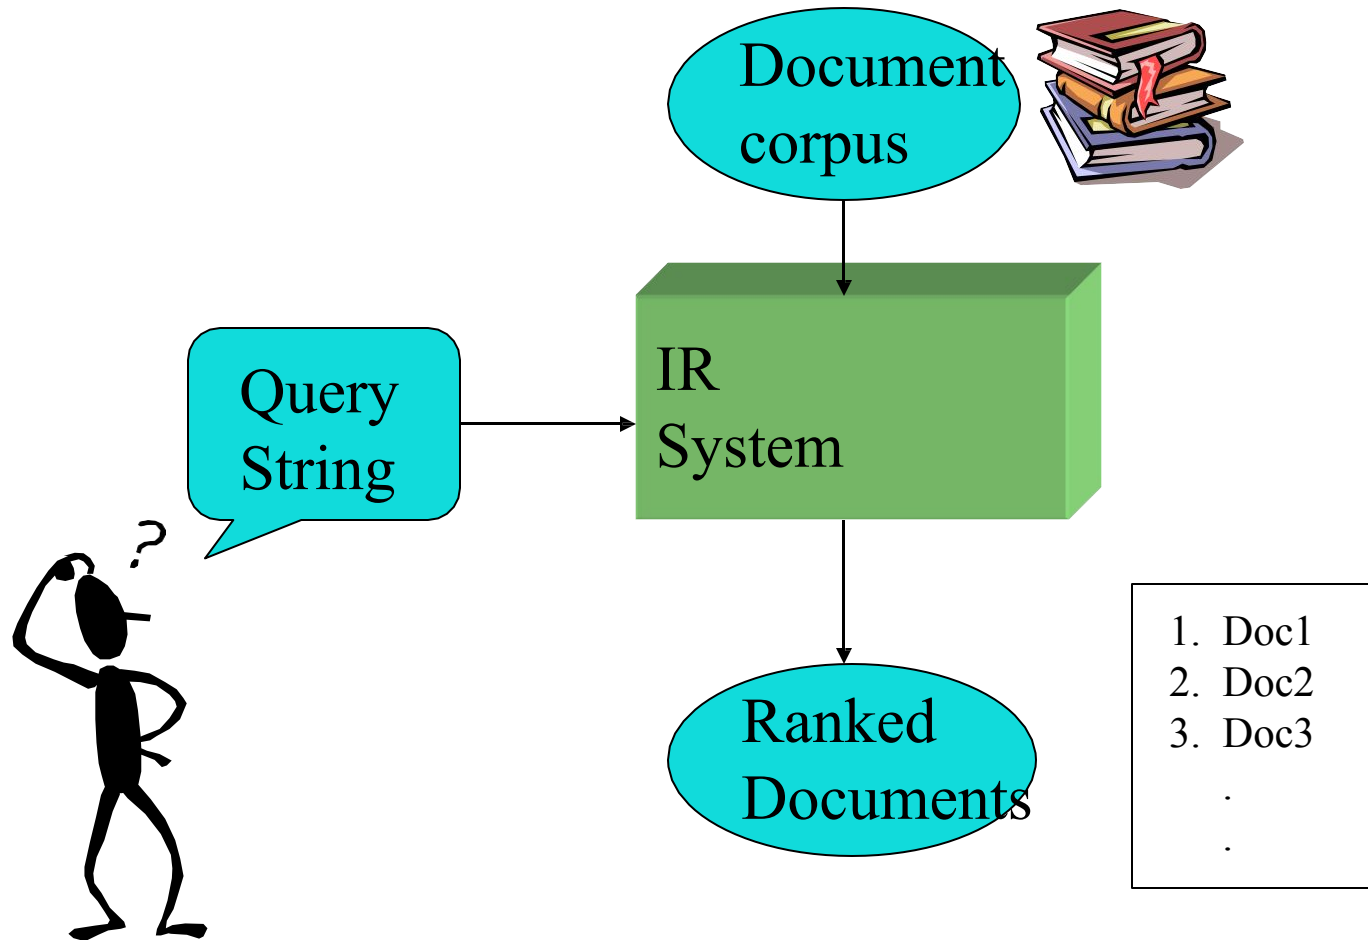 Document
corpus
IR
System
Query
String
?
Ranked
Documents
1. Doc1
2. Doc2
3. Doc3
.
.